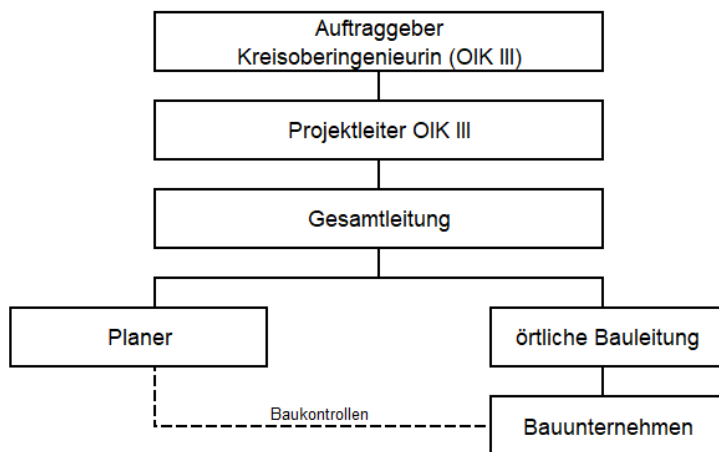 Auftraggeber
Kreisoberingenieurin (OIK III)
Projektleiter OIK III
Gesamtleitung
Planer
örtliche Bauleitung
Baukontrollen
Bauunternehmen